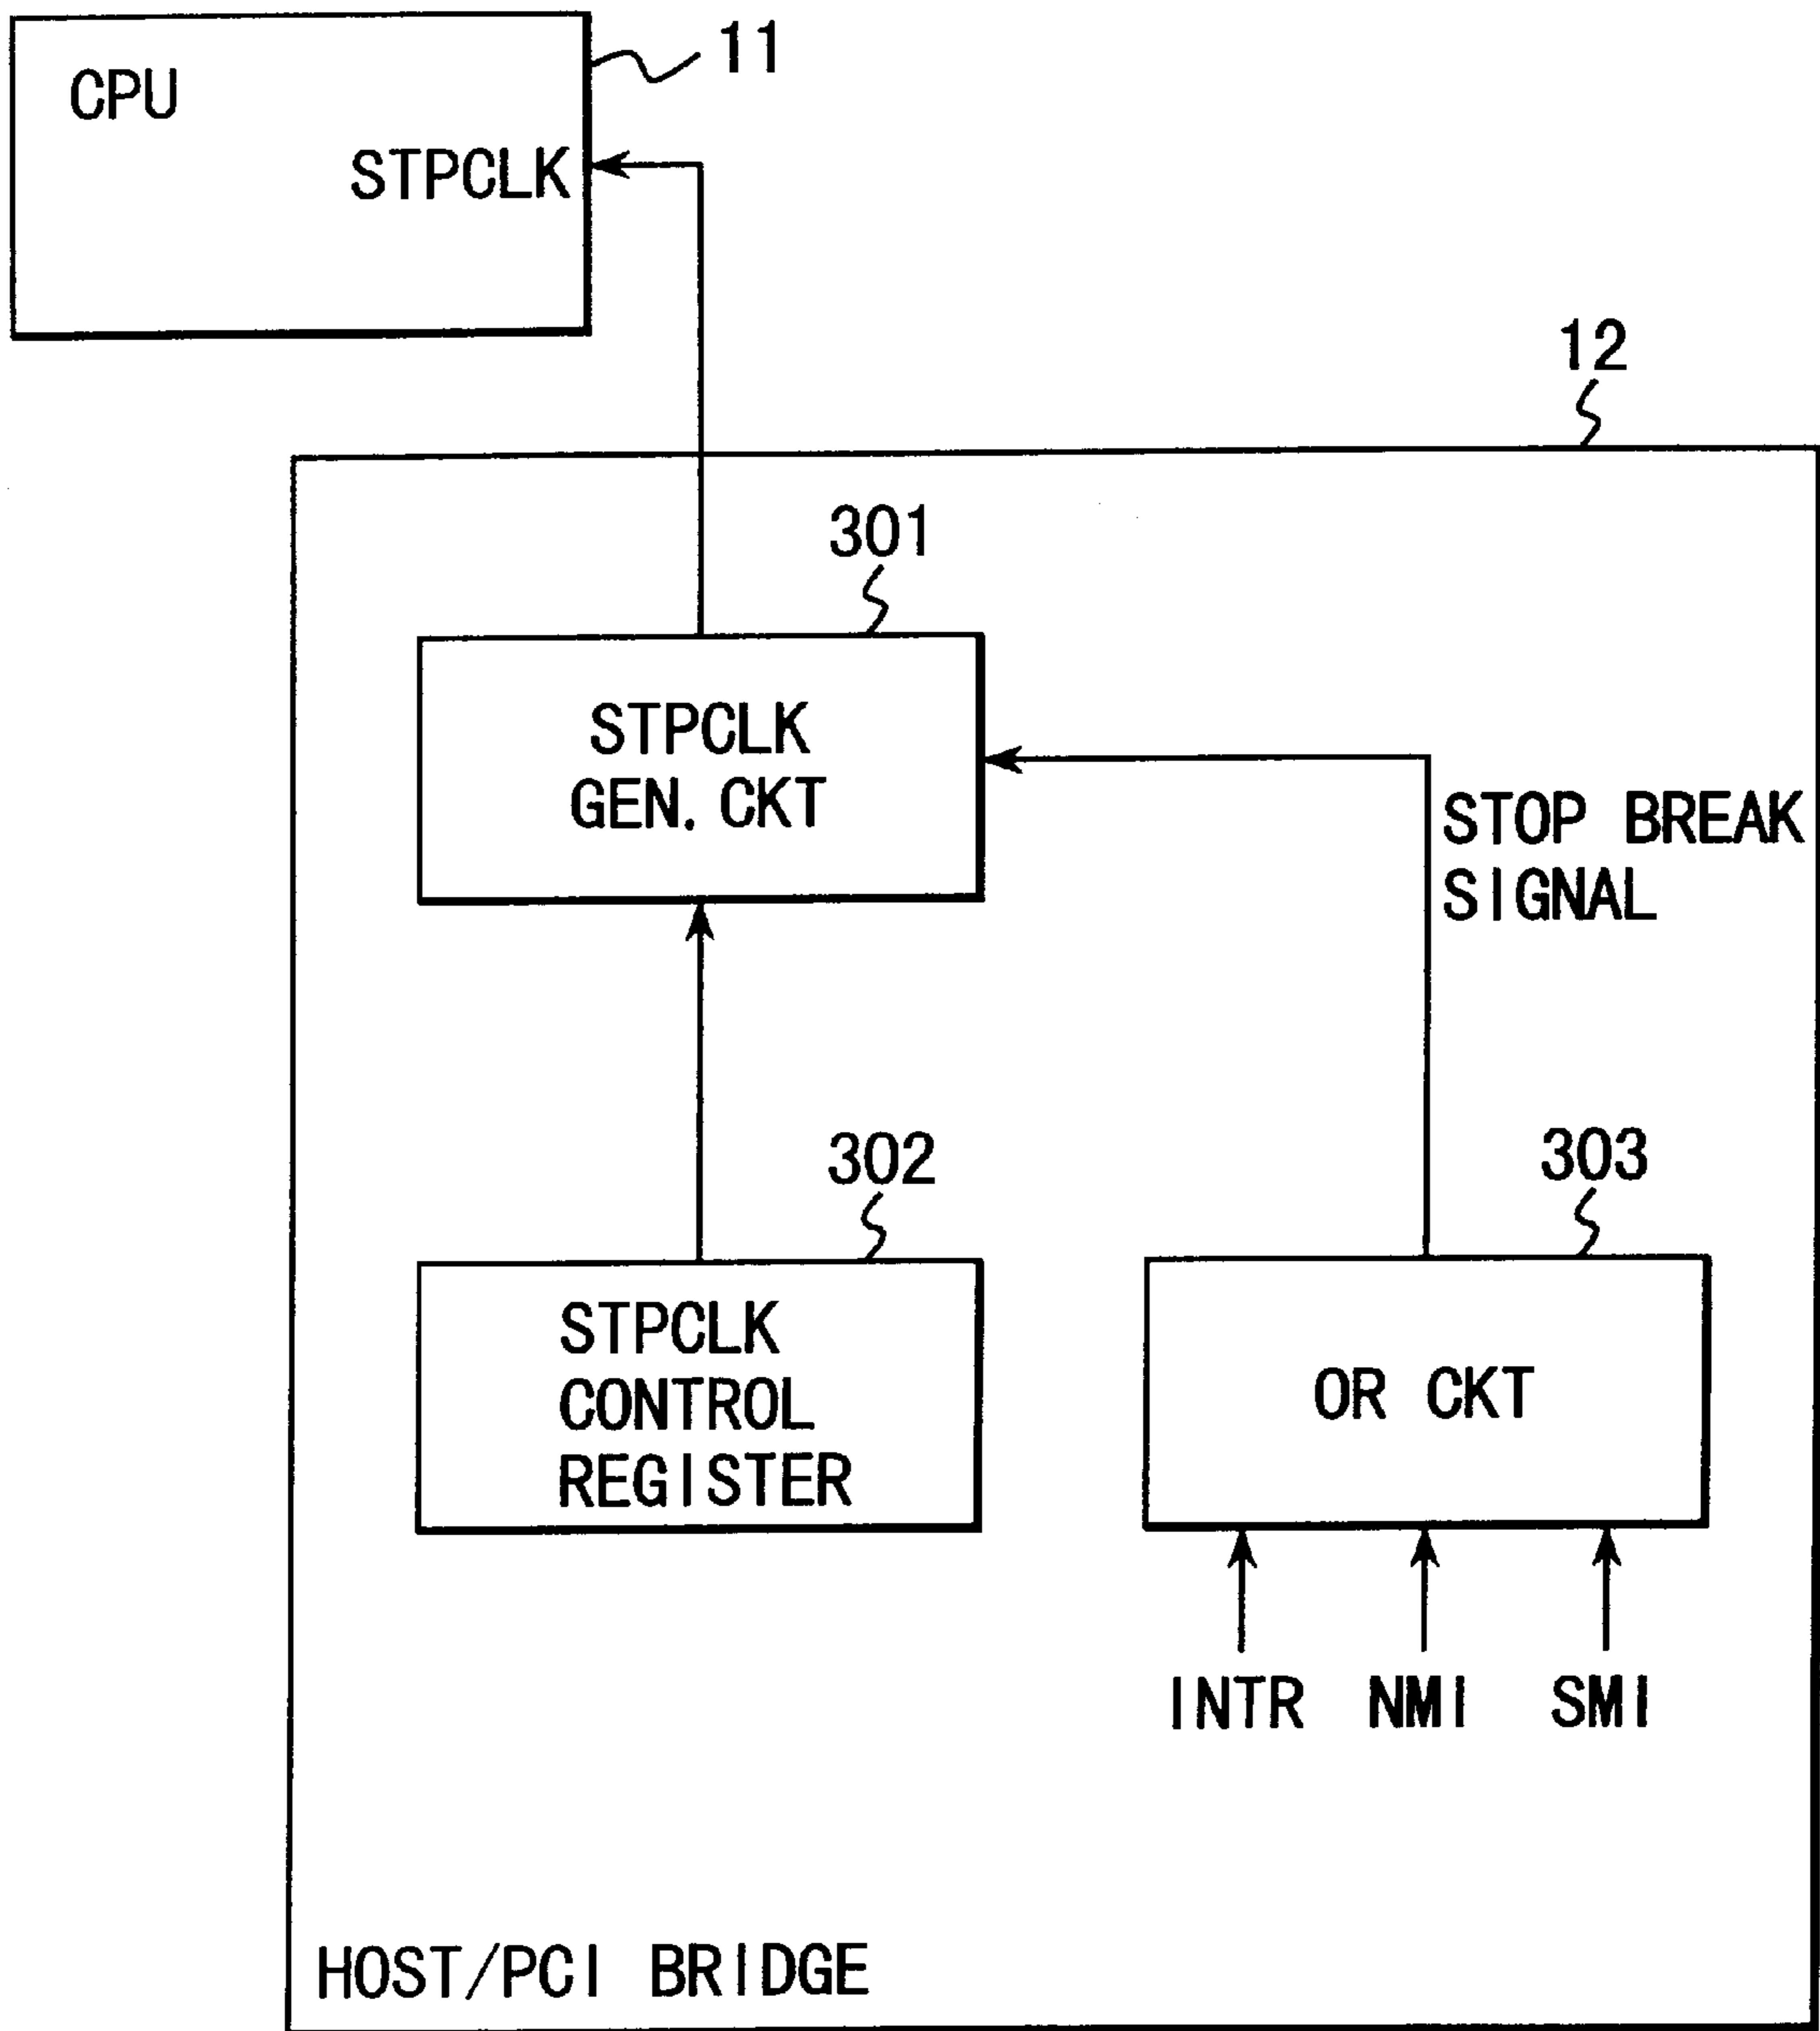 11
CPU
STPCLK
12
301
STPCLK
GEN. CKT
STOP BREAK
SIGNAL
302
303
STPCLK
CONTROL
REGISTER
OR CKT
INTR NMI SMI
HOST/PCI BRIDGE